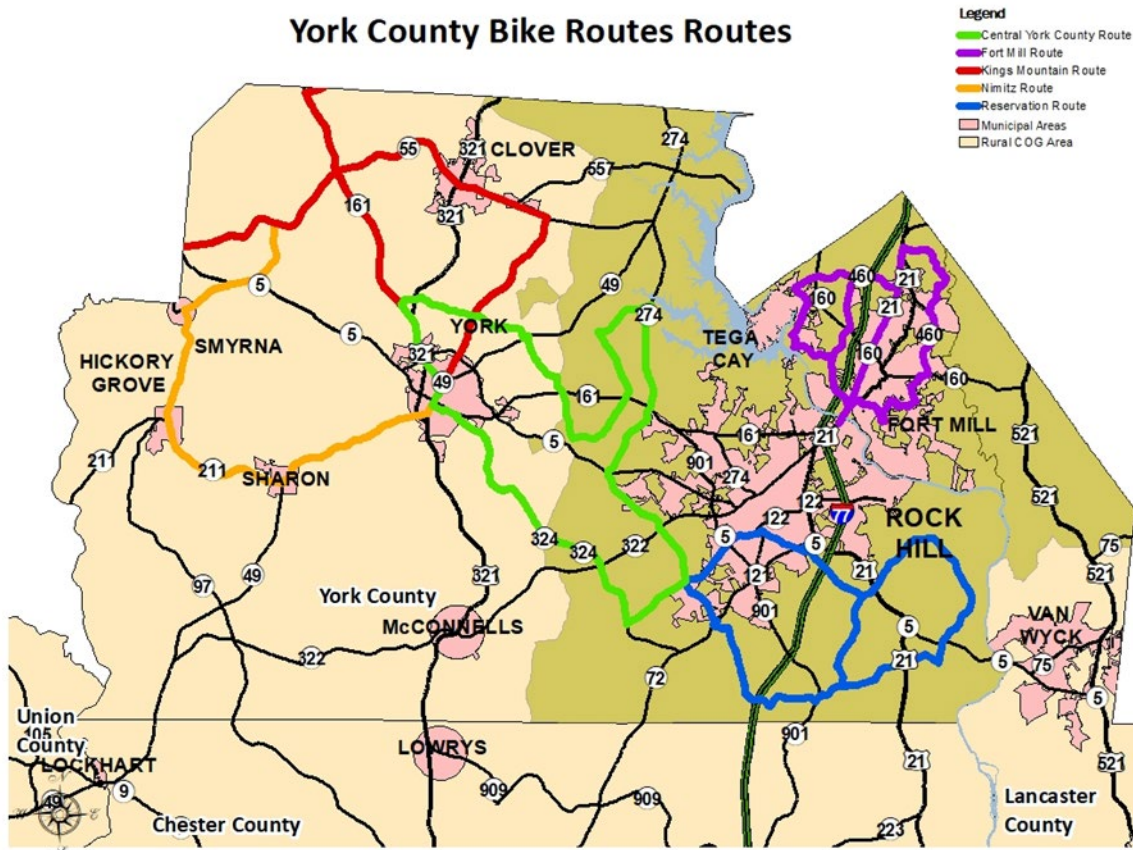 York County Bike Routes Routes
Legend
Central York County Route
Fort Mill Route
Kings Mountain Route
Nimitz Route
Reservation Route
Municipal Areas
Rural COG Area
274
55
321
CLOVER
557
161
321
460
21
160
21
5
49
274
5
YORK
TEGA
CAY
160
460
SMYRNA
321
HICKORY
GROVE
49
161
160
FORT MILL
211
211
SHARON
5
161
21
901
274
521
521
122
122
77
ROCK
HILL
324
324
322
5
5
21
121
901
97
49
321
75
521
York County
McCONNELLS
322
5
21
VAN
WYCK
5
75
5
72
Union
County
105
LOCKHART
LOWRYS
901
21
521
49
9
909
909
Chester County
223
Lancaster
County
N
E